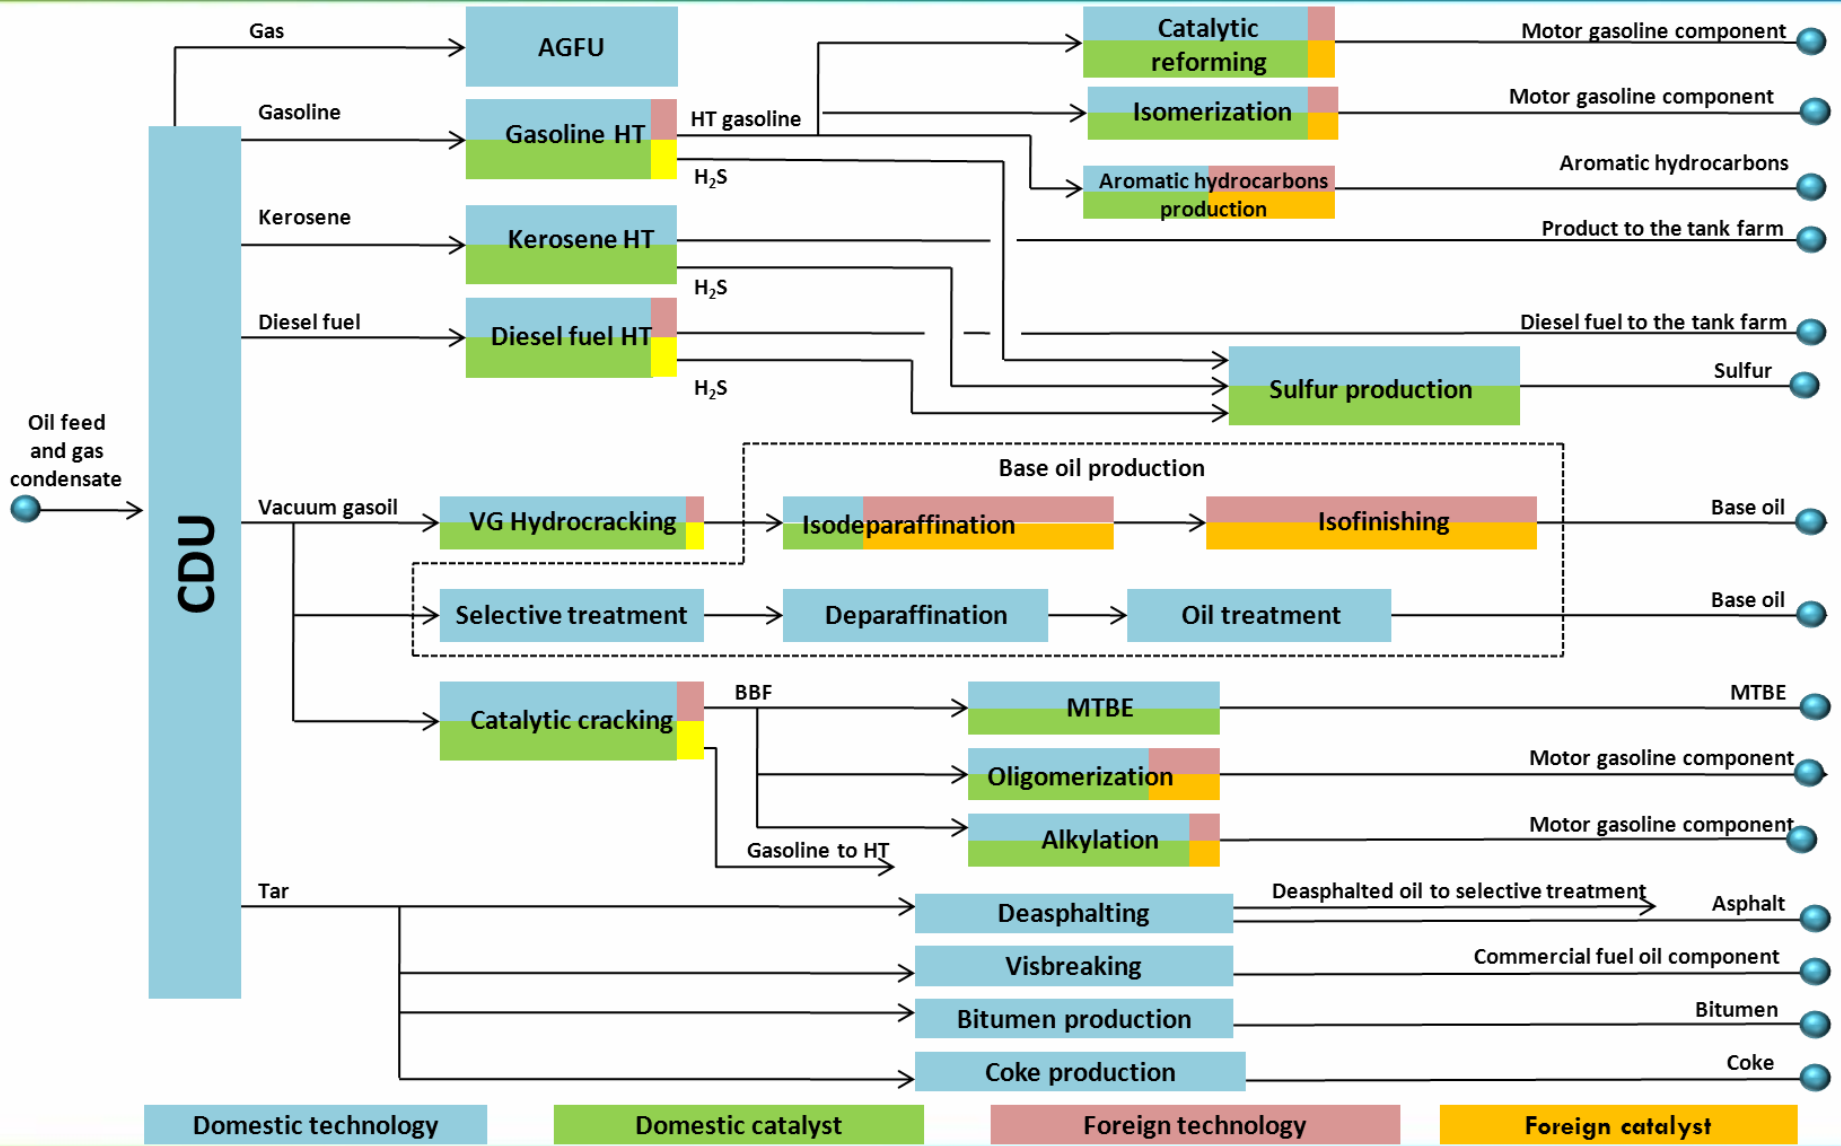 Gas
AGFU
Catalytic
reforming
Motor gasoline component
Gasoline
Gasoline HT
HT gasoline
H₂S
Isomerization
Motor gasoline component
Aromatic hydrocarbons
production
Aromatic hydrocarbons
Kerosene
Kerosene HT
H₂S
Product to the tank farm
Diesel fuel
Diesel fuel HT
H₂S
Diesel fuel to the tank farm
Sulfur production
Sulfur
Oil feed
and gas
condensate
CDU
Base oil production
Vacuum gasoil
VG Hydrocracking
Isodeparaffination
Isofinishing
Base oil
Selective treatment
Deparaffination
Oil treatment
Base oil
Catalytic cracking
BBF
MTBE
MTBE
Oligomerization
Motor gasoline component
Alkylation
Motor gasoline component
Gasoline to HT
Tar
Deasphalting
Deasphalted oil to selective treatment
Asphalt
Visbreaking
Commercial fuel oil component
Bitumen production
Bitumen
Coke production
Coke
Domestic technology
Domestic catalyst
Foreign technology
Foreign catalyst